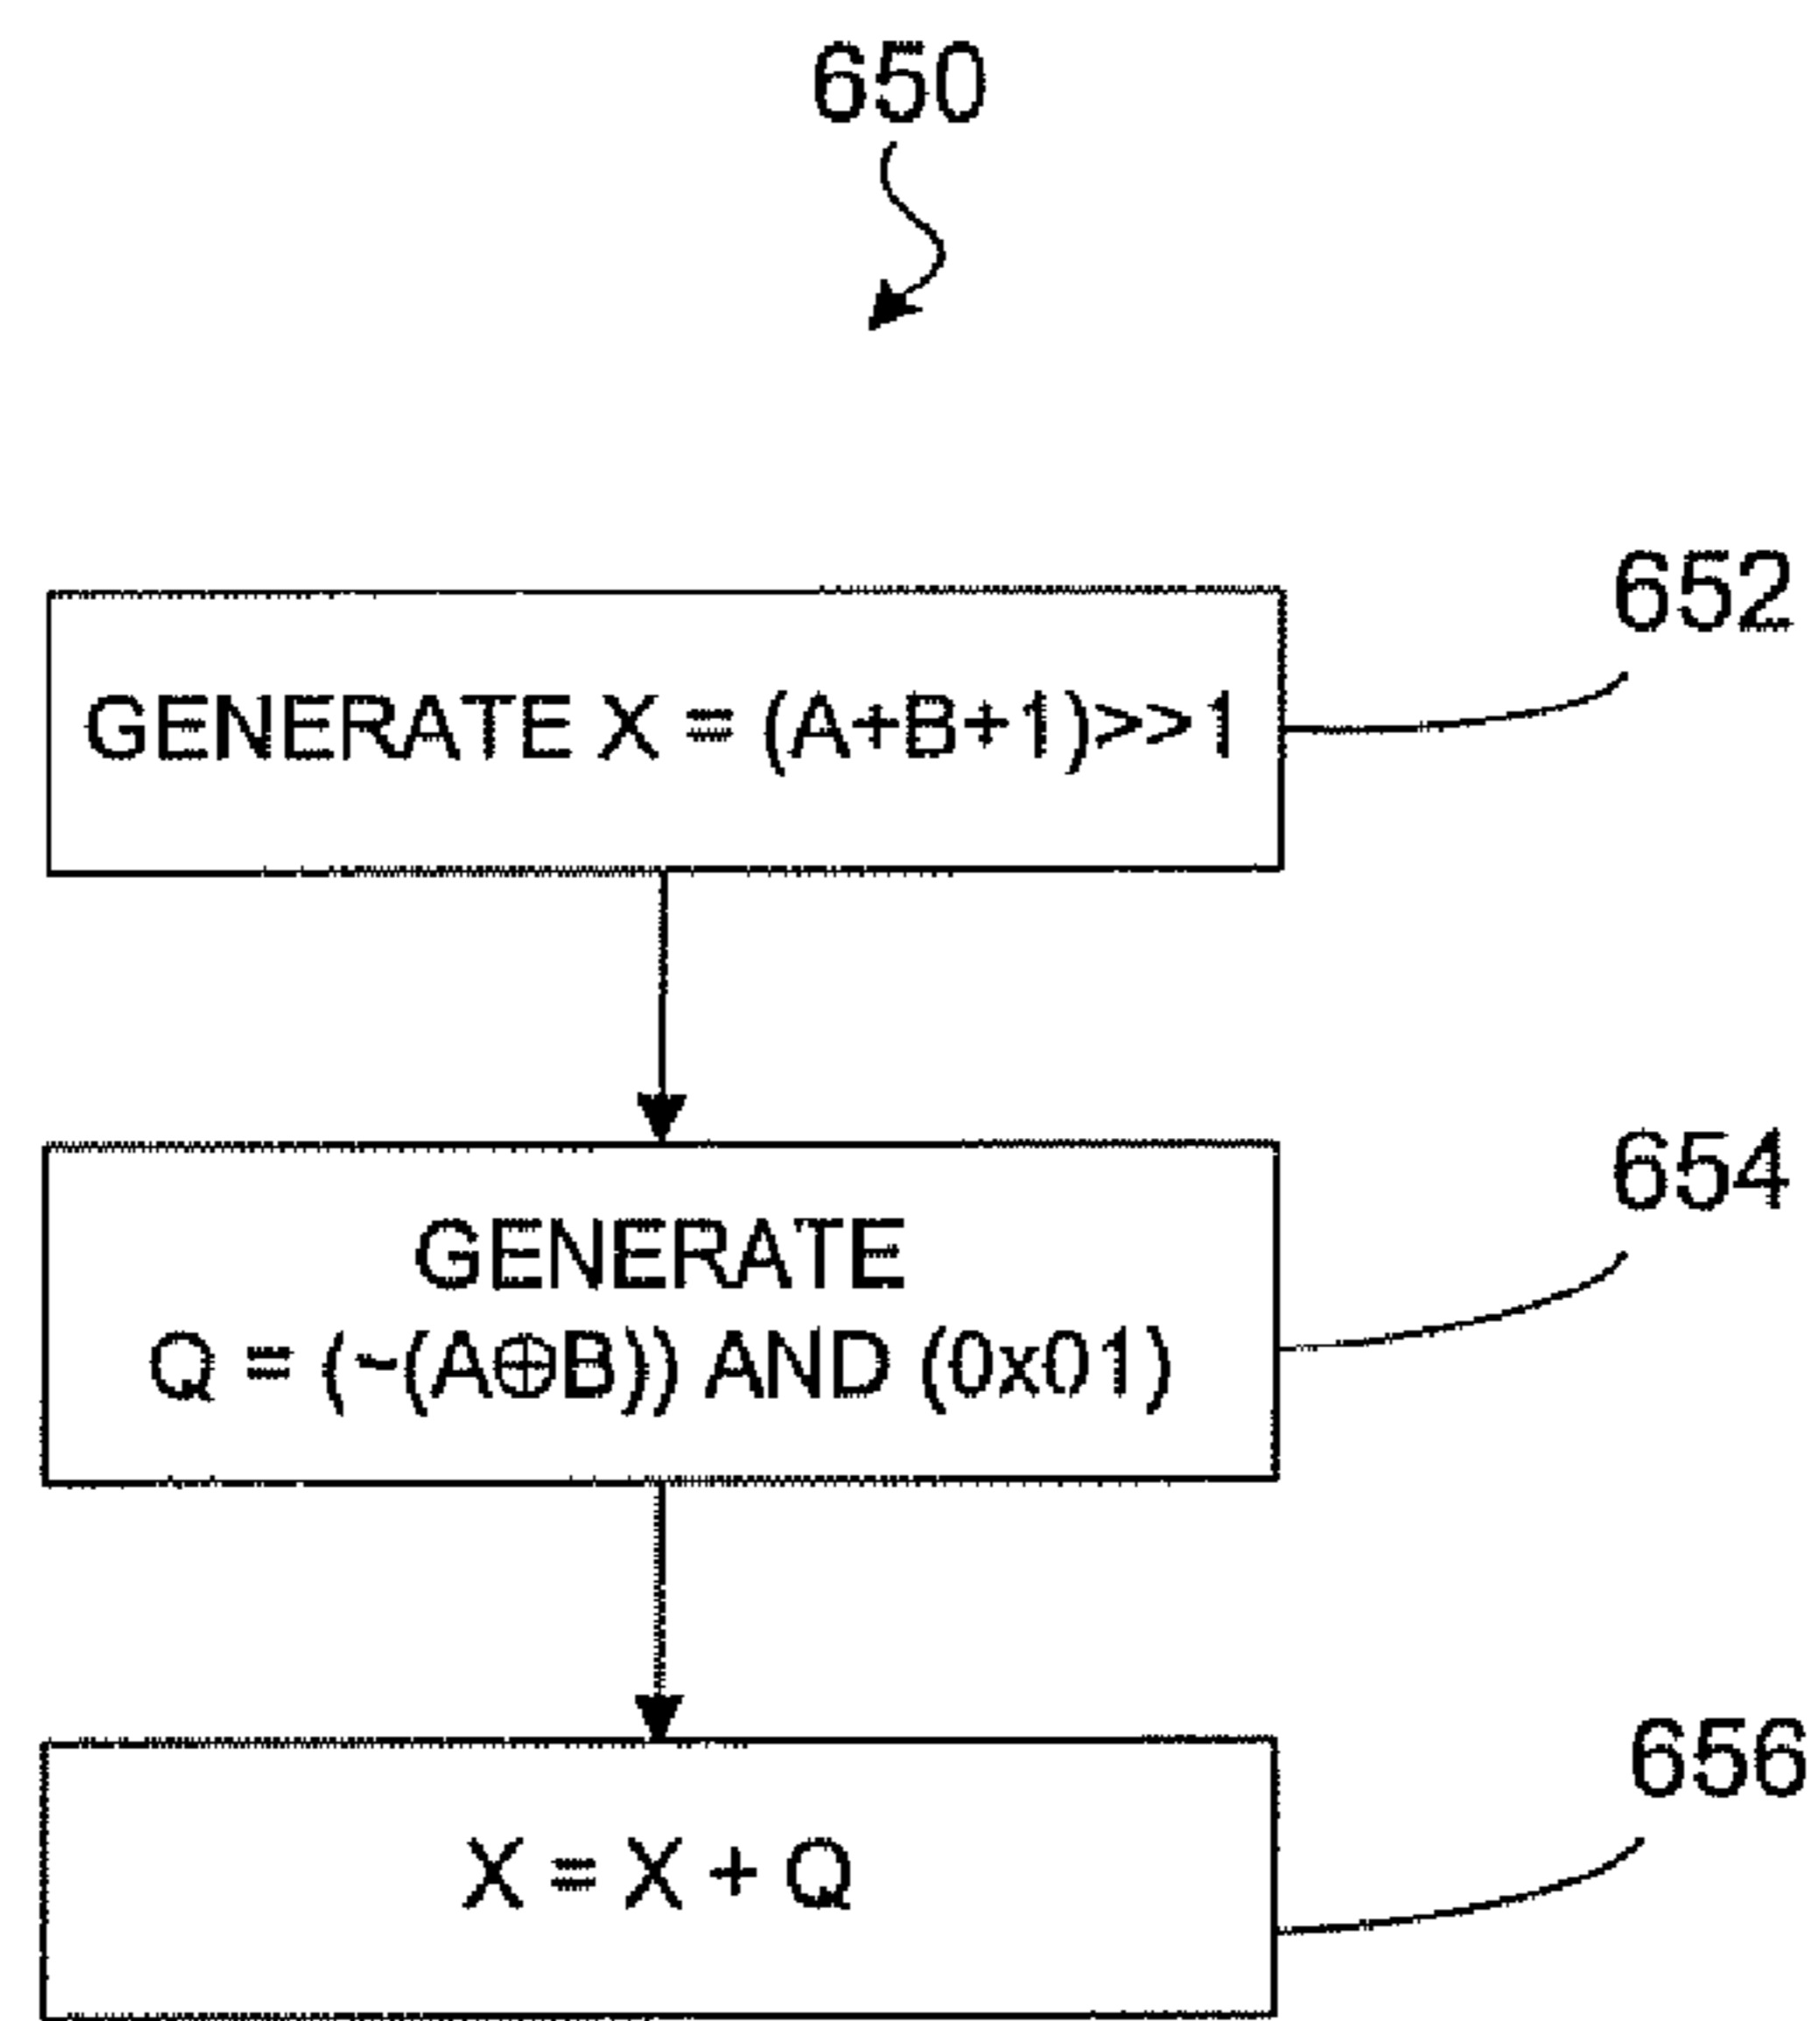 650
652
GENERATE X = (A+B+1)>>1
654
GENERATE
Q = (~(A⊕B)) AND (0x01)
656
X = X + Q